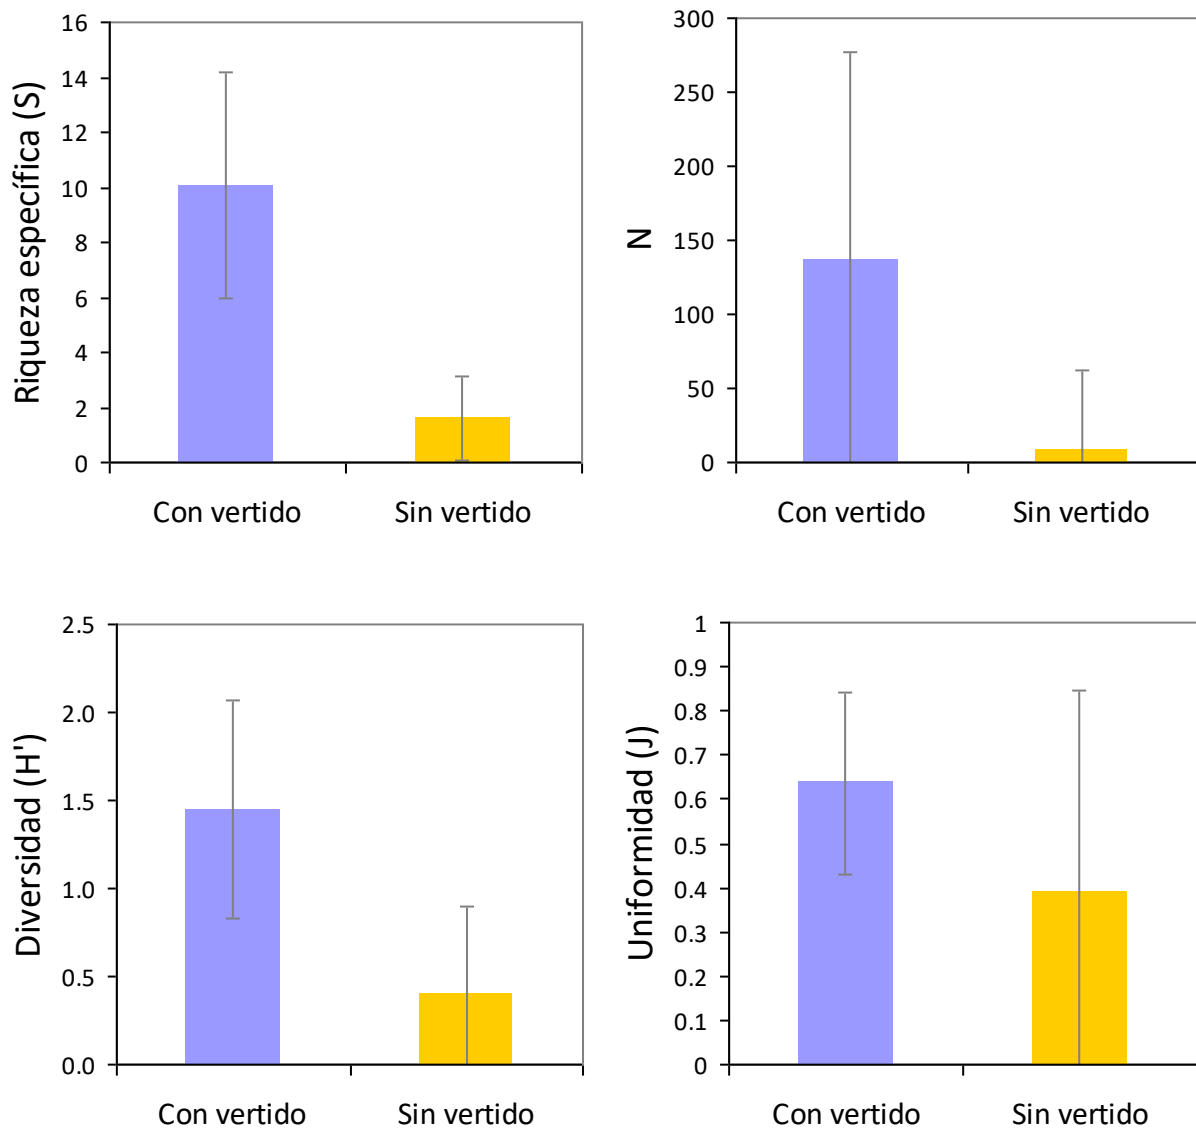 Riqueza específica (S)
16
14
12
10
8
6
4
2
0
Con vertido
Sin vertido
N
300
250
200
150
100
50
0
Con vertido
Sin vertido
Diversidad (H')
2.5
2.0
1.5
1.0
0.5
0.0
Con vertido
Sin vertido
Uniformidad (J)
1
0.9
0.8
0.7
0.6
0.5
0.4
0.3
0.2
0.1
0
Con vertido
Sin vertido